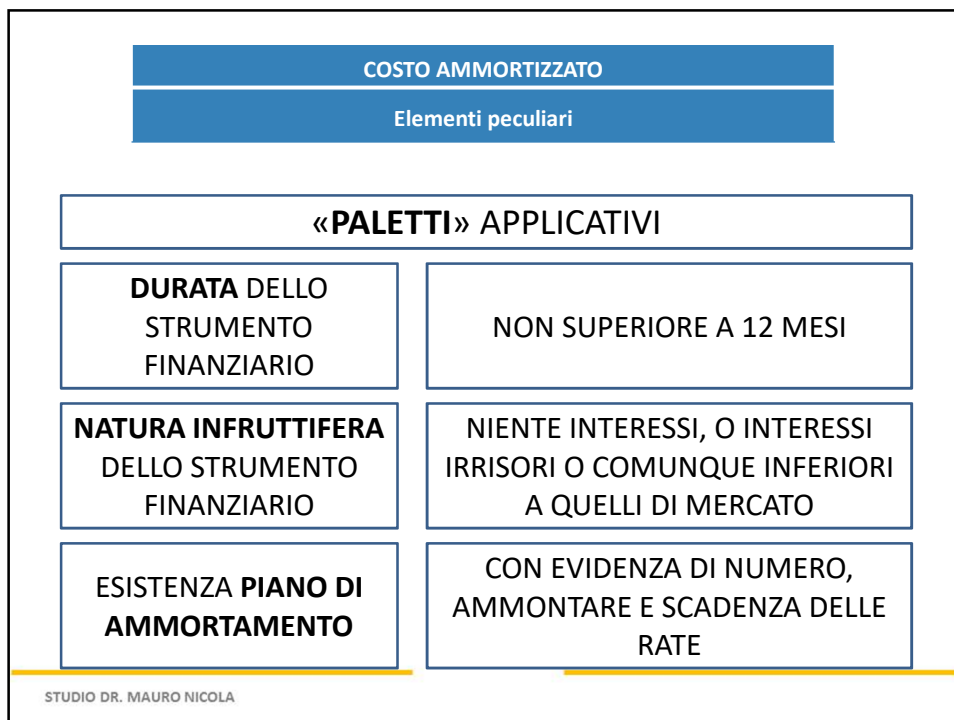 COSTO AMMORTIZZATO
Elementi peculiari
«PALETTI» APPLICATIVI
DURATA DELLO
STRUMENTO
FINANZIARIO
NON SUPERIORE A 12 MESI
NATURA INFRUTTIFERA
DELLO STRUMENTO
FINANZIARIO
NIENTE INTERESSI, O INTERESSI
IRRISORI O COMUNQUE INFERIORI
A QUELLI DI MERCATO
ESISTENZA PIANO DI
AMMORTAMENTO
CON EVIDENZA DI NUMERO,
AMMONTARE E SCADENZA DELLE
RATE
STUDIO DR. MAURO NICOLA